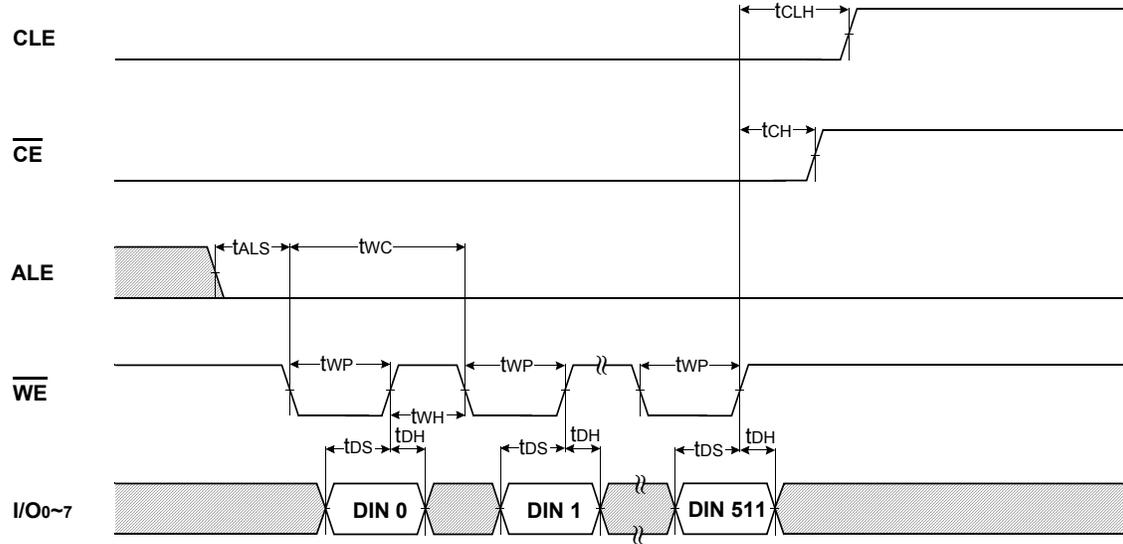 tCLH
CLE
tCH
CE
tALS
tWC
ALE
tWP
tWP
tWP
WE
tWH
tDS
tDH
tDS
tDH
tDS
tDH
I/O0~7
DIN 0
DIN 1
DIN 511